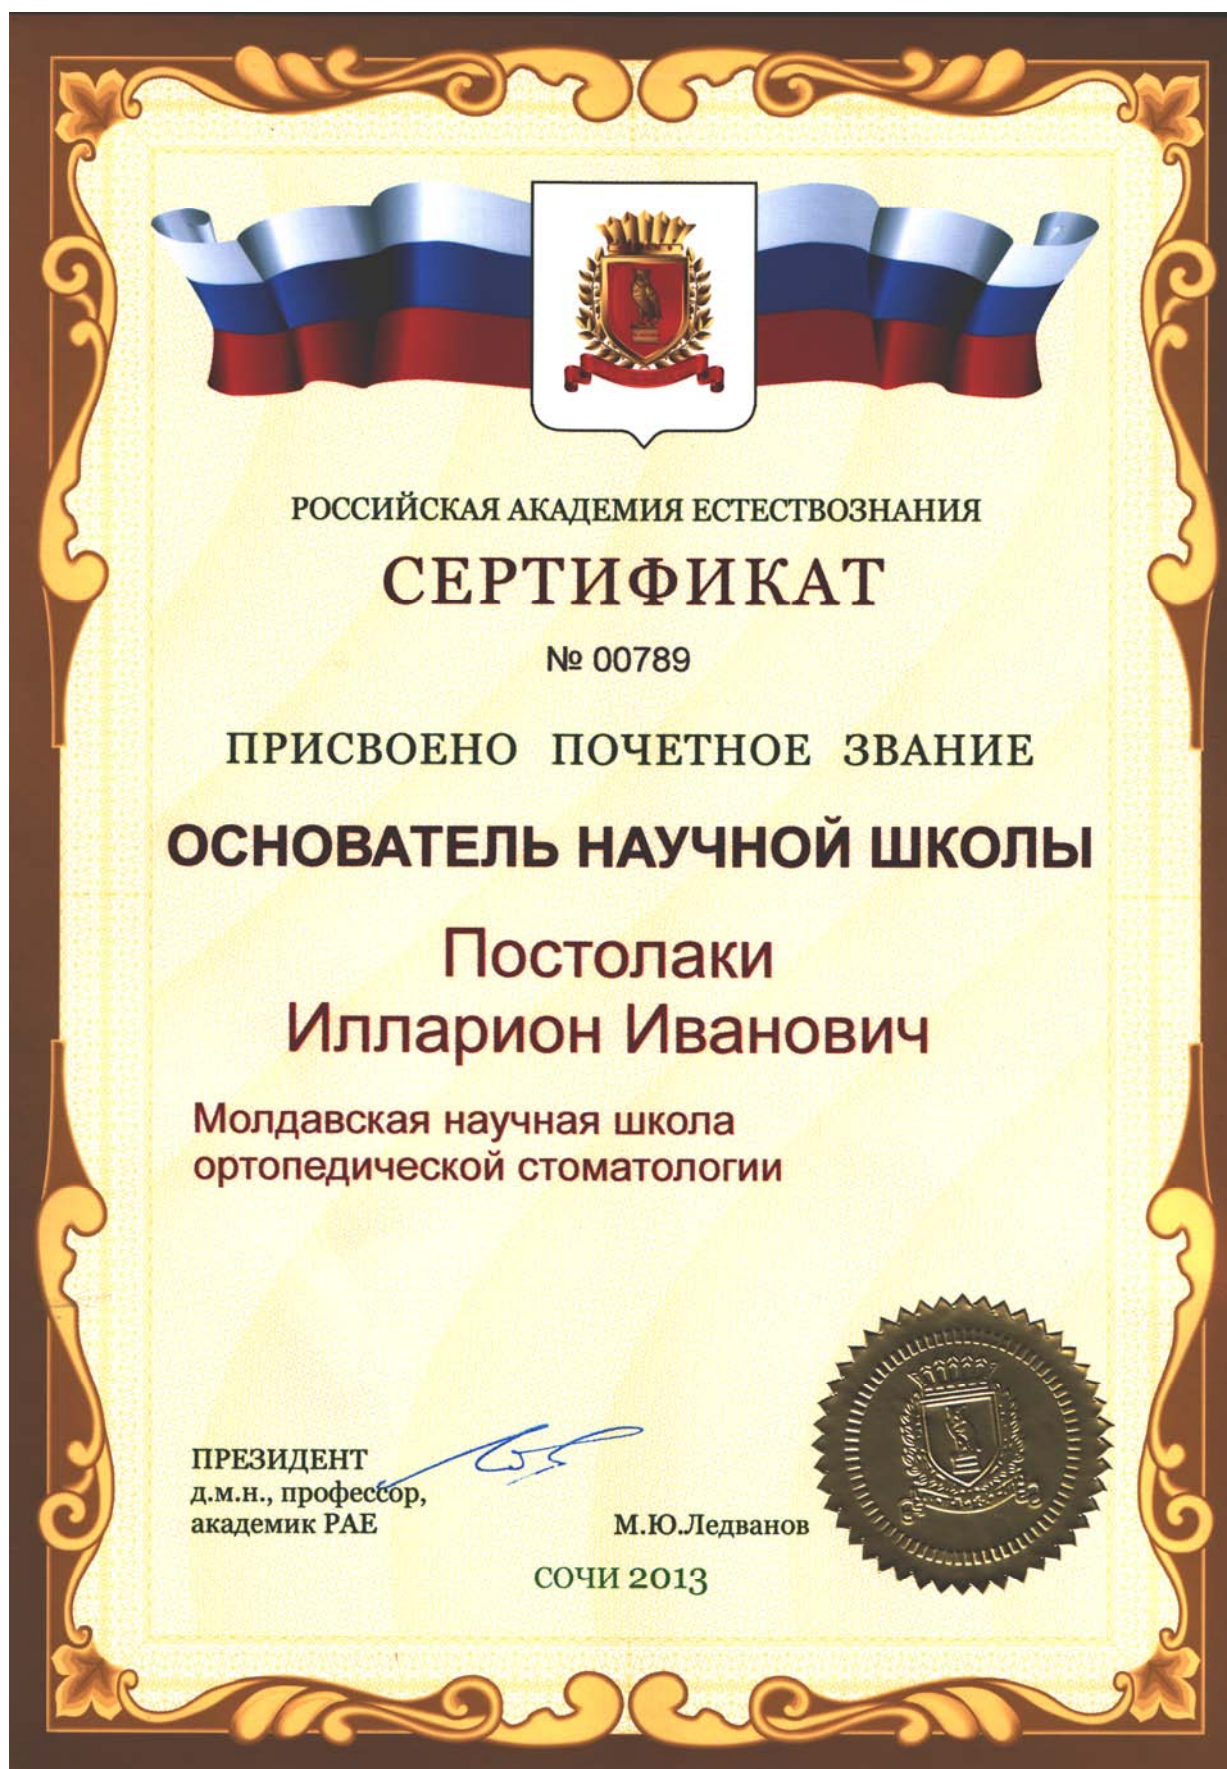 РОССИЙСКАЯ АКАДЕМИЯ ЕСТЕСТВОЗНАНИЯ
СЕРТИФИКАТ
№ 00789
ПРИСВОЕНО ПОЧЕТНОЕ ЗВАНИЕ
ОСНОВАТЕЛЬ НАУЧНОЙ ШКОЛЫ
Постолаки
Илларион Иванович
Молдавская научная школа
ортопедической стоматологии
ПРЕЗИДЕНТ
д.м.н., профессор,
академик РАЕ
М.Ю.Ледванов
СОЧИ 2013